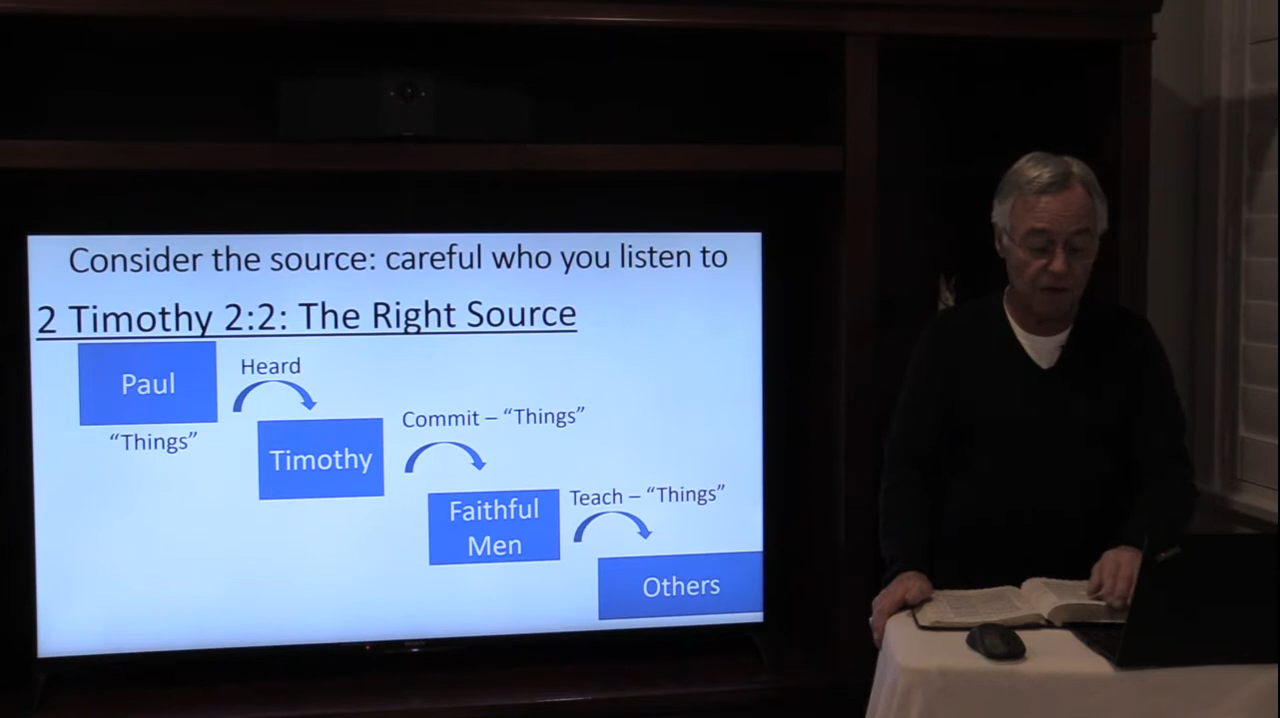 Consider the source: careful who you listen to
2 Timothy 2:2: The Right Source
Paul
Heard
"Things"
Timothy
Commit – "Things"
Faithful
Men
Teach – "Things"
Others